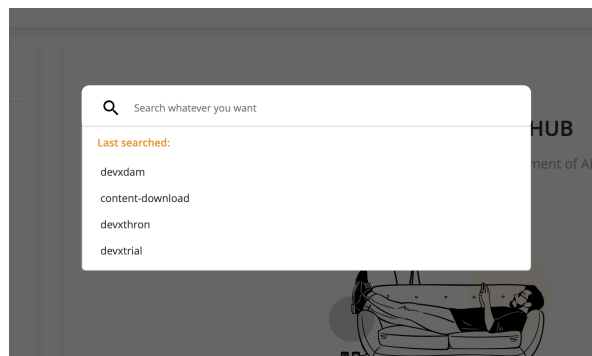 Search whatever you want
HUB
Last searched:
ment of
devxdam
content-download
devxthron
devxtrial